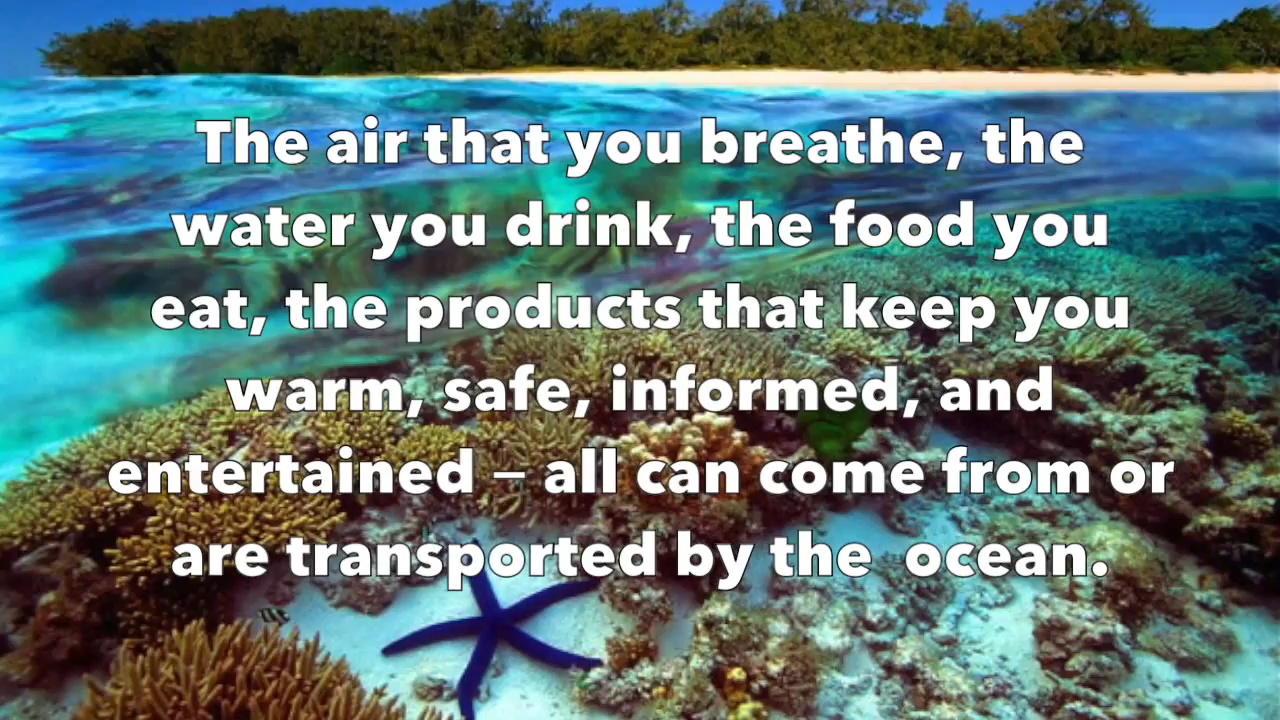 The air that you breathe, the
water you drink, the food you
eat, the products that keep you
warm, safe, informed, and
entertained – all can come from or
are transported by the  ocean.